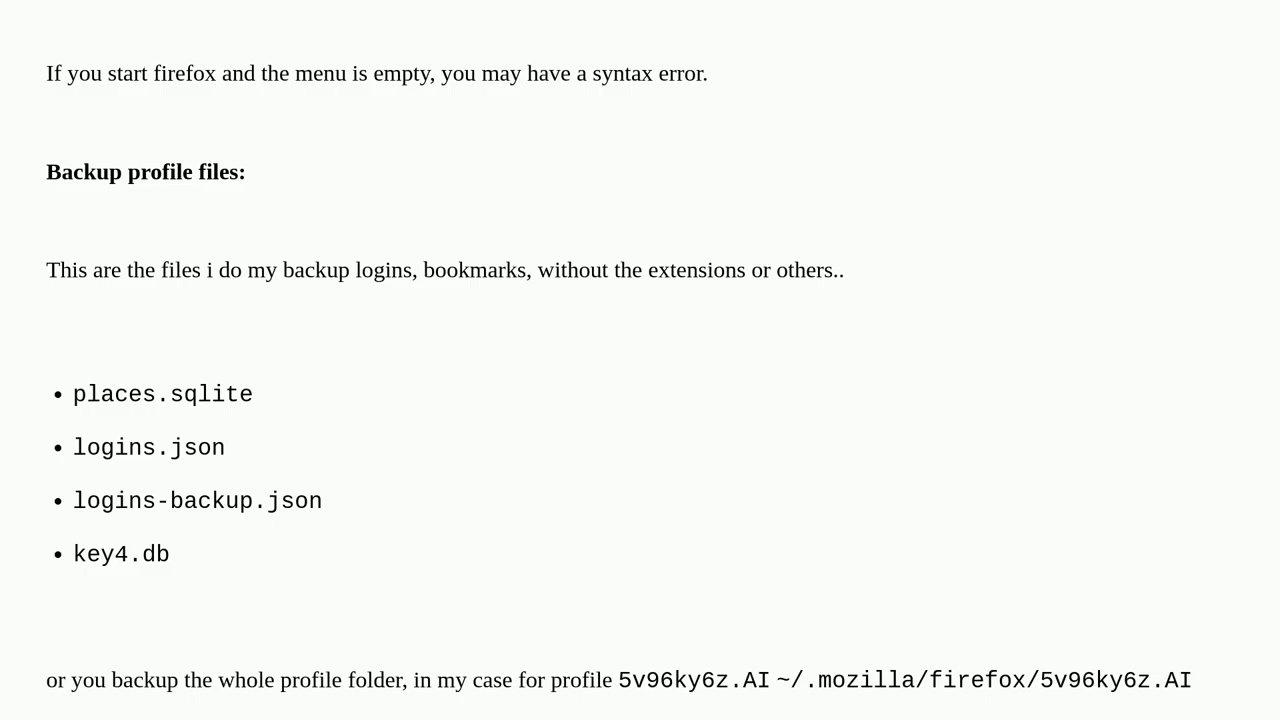 If you start firefox and the menu is empty, you may have a syntax error.
Backup profile files:
This are the files i do my backup logins, bookmarks, without the extensions or others..
• places.sqlite
• logins.json
• logins-backup.json
• key4.db
or you backup the whole profile folder, in my case for profile 5v96ky6z.AI ~/.mozilla/firefox/5v96ky6z.AI